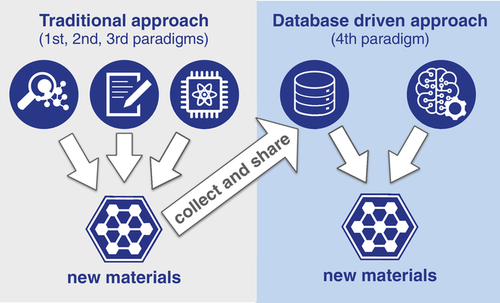 Traditional approach
(1st, 2nd, 3rd paradigms)
new materials
collect and share
Database driven approach
(4th paradigm)
new materials